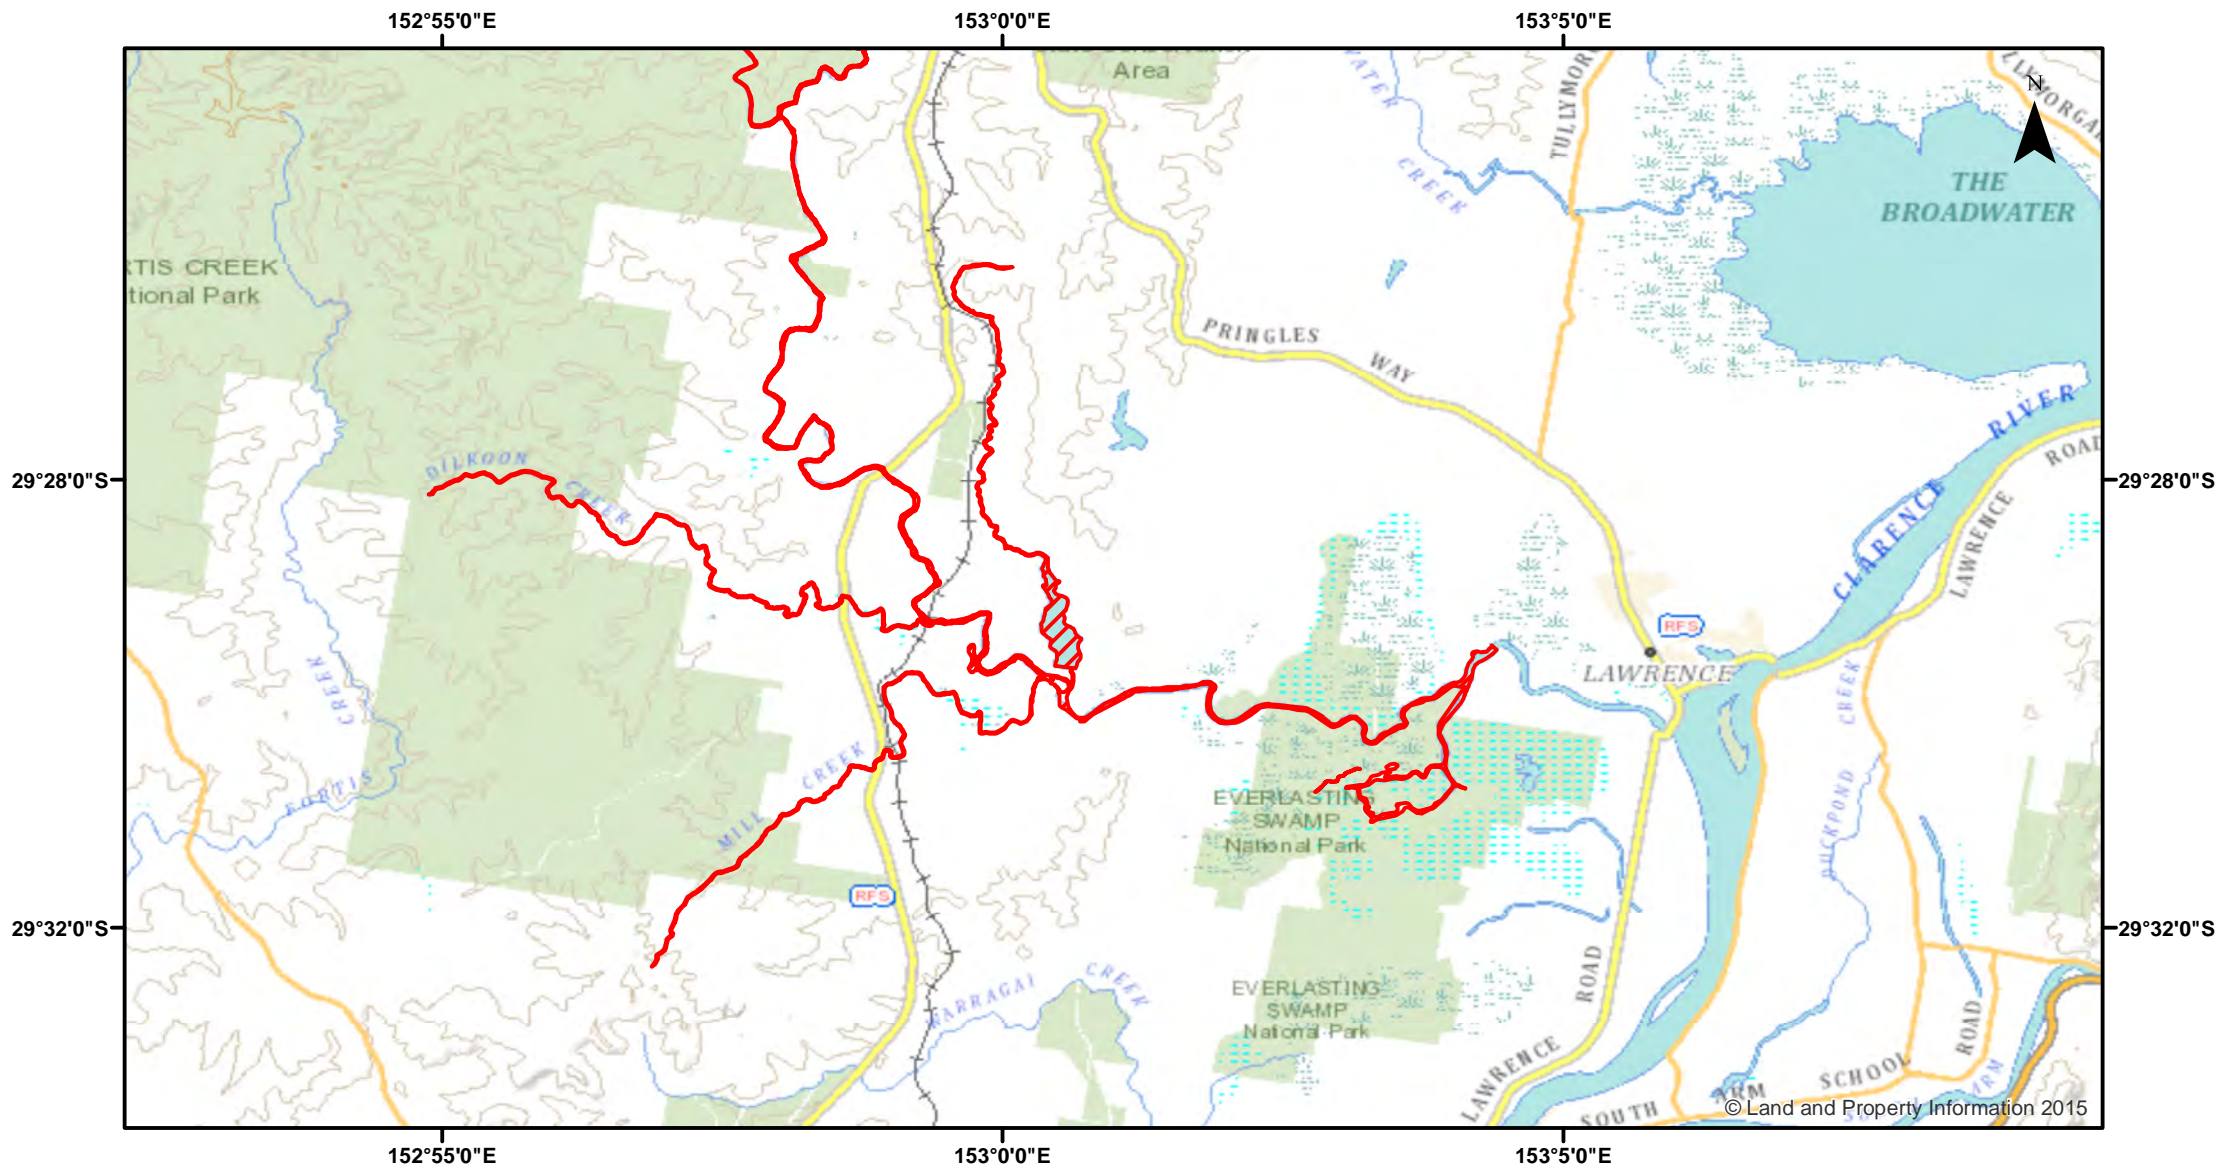 152°55'0"E
153°0'0"E
153°5'0"E
Area
WATER
CREEK
TULLYMOR
LLYMORGA
N
THE
BROADWATER
RTIS CREEK
tional Park
PRINGLES
WAY
RIVER
CLARENCE
ROAD
LAWRENCE
29°28'0"S
29°28'0"S
DILKOON
CREEK
RFS
LAWRENCE
CREEK
DUCKPOND
CREEK
FORTIS
MILL
CREEK
EVERLASTING
SWAMP
National Park
RFS
29°32'0"S
29°32'0"S
WARRAGAI
CREEK
EVERLASTING
SWAMP
National Park
ROAD
LAWRENCE
SOUTH
ARM
SCHOOL
ROAD
ARM
© Land and Property Information 2015
152°55'0"E
153°0'0"E
153°5'0"E